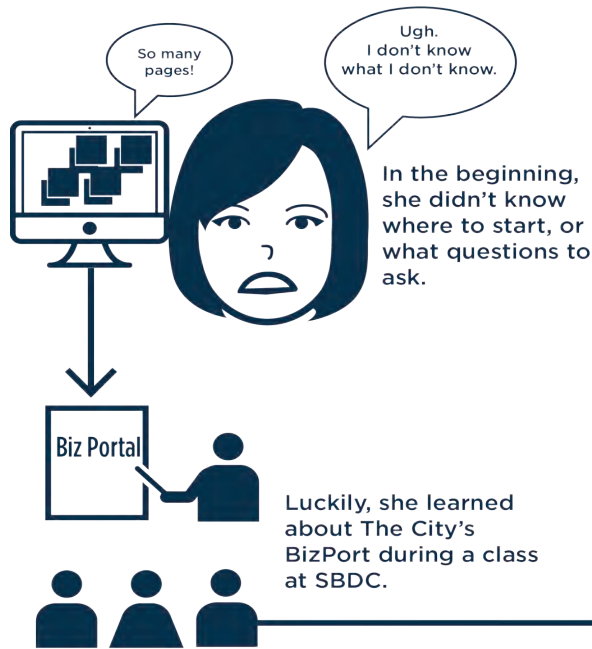 So many
pages!
Ugh.
I don't know
what I don't know.
In the beginning,
she didn't know
where to start, or
what questions to
ask.
Biz Portal
Luckily, she learned
about The City's
BizPort during a class
at SBDC.